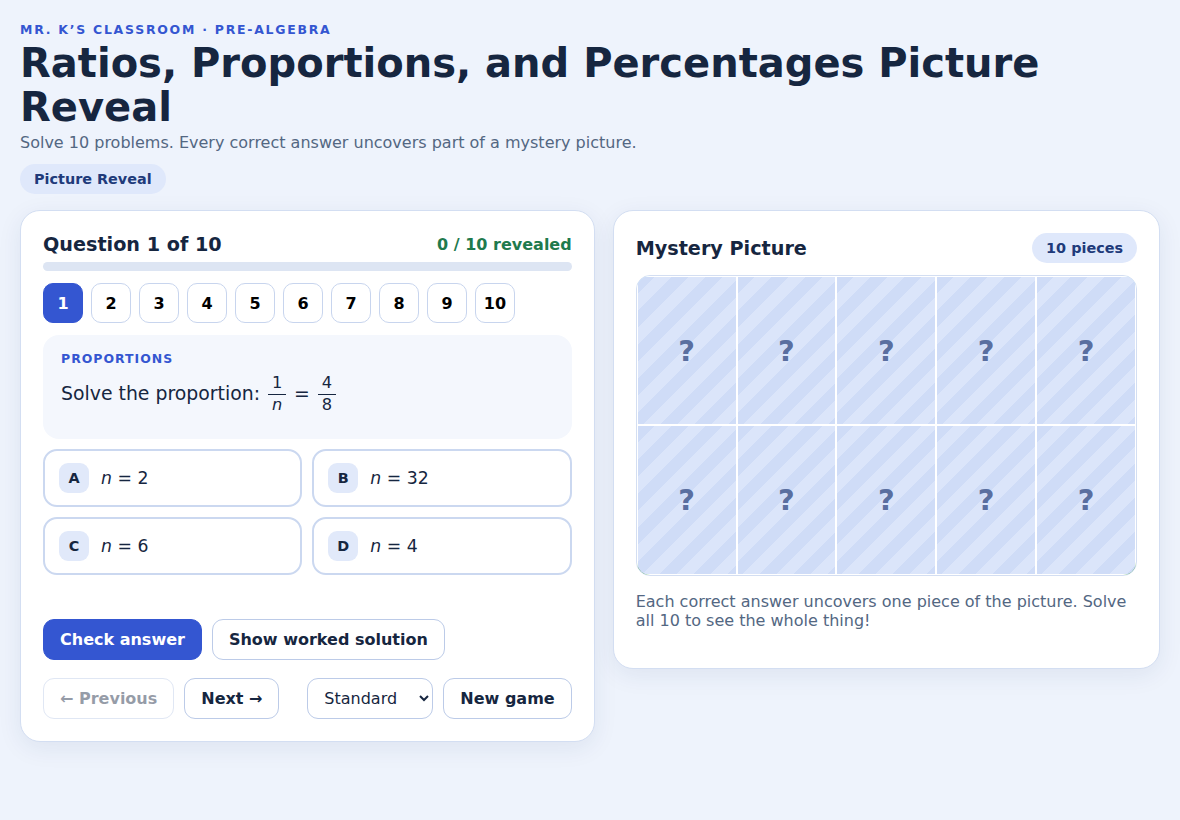 MR. K’S CLASSROOM · PRE-ALGEBRA
Ratios, Proportions, and Percentages Picture
Reveal
Solve 10 problems. Every correct answer uncovers part of a mystery picture.
Picture Reveal
Question 1 of 10
0 / 10 revealed
1 2 3 4 5 6 7 8 9 10
PROPORTIONS
Solve the proportion: 1/n = 4/8
A n = 2
B n = 32
C n = 6
D n = 4
Check answer
Show worked solution
← Previous
Next →
Standard
New game
Mystery Picture
10 pieces
? ? ? ? ?
? ? ? ? ?
Each correct answer uncovers one piece of the picture. Solve
all 10 to see the whole thing!